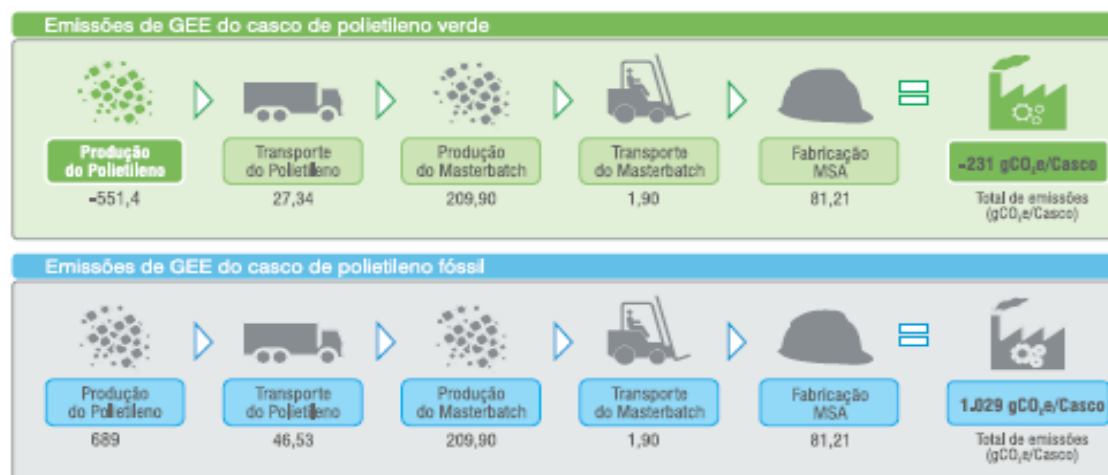 Emissões de GEE do casco de polietileno verde
Produção
do Polietileno
-551,4
Transporte
do Polietileno
27,34
Produção
do Masterbatch
209,90
Transporte
do Masterbatch
1,90
Fabricação
MSA
81,21
-231 gCO₂e/Casco
Total de emissões
(gCO₂e/Casco)
Emissões de GEE do casco de polietileno fóssil
Produção
do Polietileno
689
Transporte
do Polietileno
46,53
Produção
do Masterbatch
209,90
Transporte
do Masterbatch
1,90
Fabricação
MSA
81,21
1.029 gCO₂e/Casco
Total de emissões
(gCO₂e/Casco)